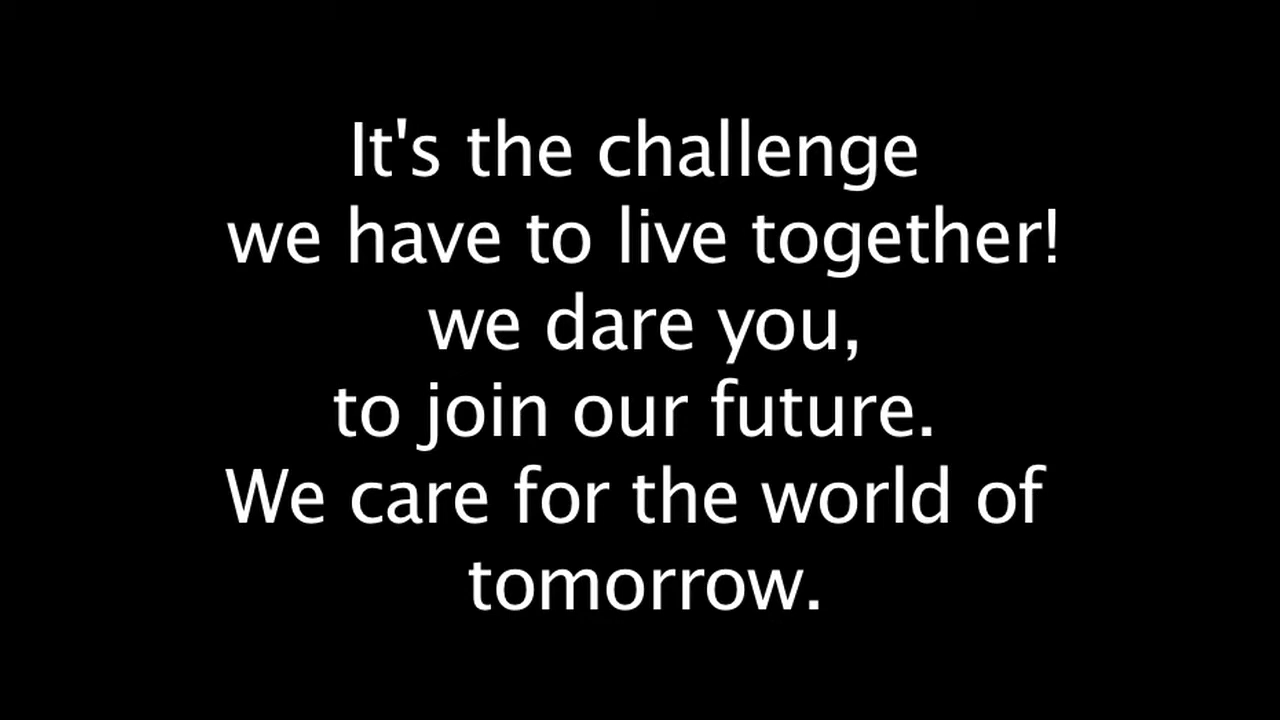 It's the challenge
we have to live together!
we dare you,
to join our future.
We care for the world of
tomorrow.